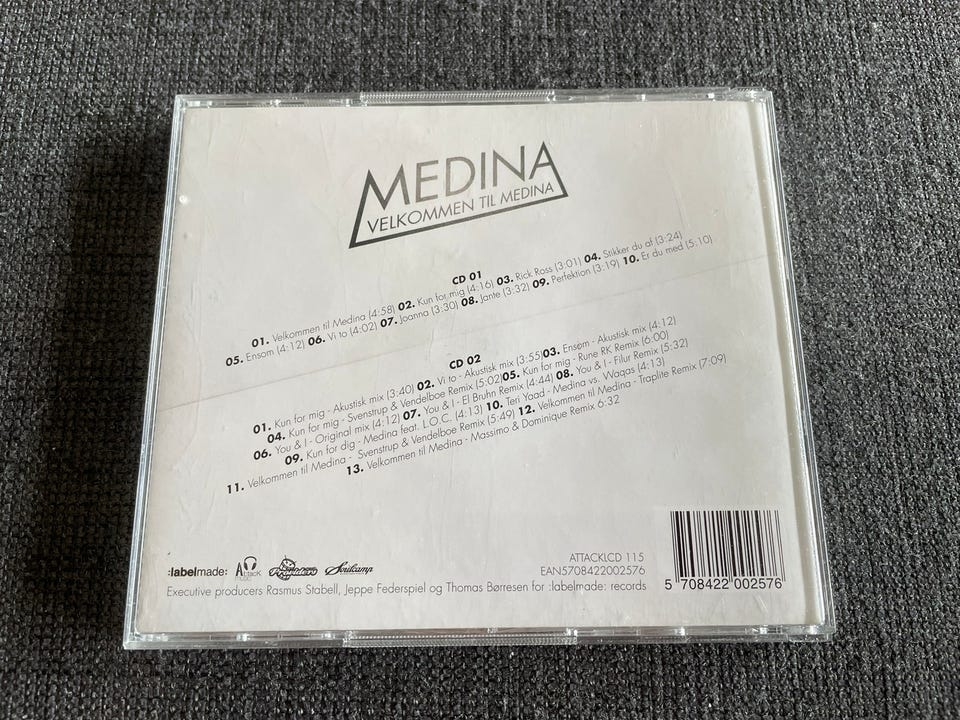 MEDINA
VELKOMMEN TIL MEDINA
CD 01
01. Velkommen til Medina (4:58) 02. Kun for mig (4:16) 03. Rick Ross (3:01) 04. Stikker du af (3:24)
05. Ensom (4:12) 06. Vi to (4:02) 07. Joanna (3:30) 08. Jante (3:32) 09. Perfektion (3:19) 10. Er du med (5:10)
CD 02
01. Kun for mig - Akustisk mix (3:40) 02. Vi to - Akustisk mix (3:55) 03. Ensom - Akustisk mix (4:12)
04. Kun for mig - Svenstrup & Vendelboe Remix (5:02) 05. Kun for mig - Rune RK Remix (6:00)
06. You & I - Original mix (4:12) 07. You & I - El Bruhn Remix (4:44) 08. You & I - Filur Remix (5:32)
09. Kun for dig - Medina feat. L.O.C. (4:13) 10. Teri Yaad - Medina vs. Waqas (4:13)
11. Velkommen til Medina - Svenstrup & Vendelboe Remix (5:49) 12. Velkommen til Medina - Traplite Remix (7:09)
13. Velkommen til Medina - Massimo & Dominique Remix 6:32
:labelmade: Attack Soulcamp
ATTACKLCD 115
EAN5708422002576
5 708422 002576
Executive producers Rasmus Stabell, Jeppe Federspiel og Thomas Børresen for :labelmade: records